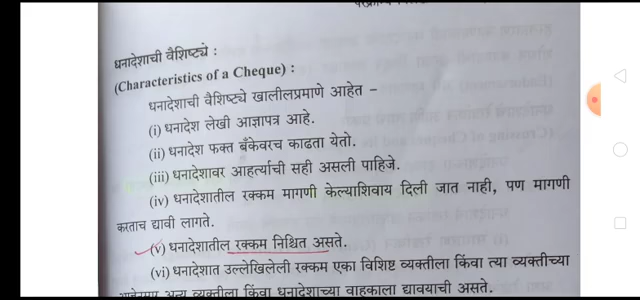 धनादेशाची वैशिष्ट्ये :
(Characteristics of a Cheque) :
धनादेशाची वैशिष्ट्ये खालीलप्रमाणे आहेत –
(i) धनादेश लेखी आज्ञापत्र आहे.
(ii) धनादेश फक्त बँकेवरच काढता येतो.
(iii) धनादेशावर आहर्त्याची सही असली पाहिजे.
(iv) धनादेशातील रक्कम मागणी केल्याशिवाय दिली जात नाही, पण मागणी
करताच द्यावी लागते.
(v) धनादेशातील रक्कम निश्चित असते.
(vi) धनादेशात उल्लेखिलेली रक्कम एका विशिष्ट व्यक्तीला किंवा त्या व्यक्तीच्या
अन्य व्यक्तीला किंवा धनादेशाच्या वाहकाला द्यावयाची असते.